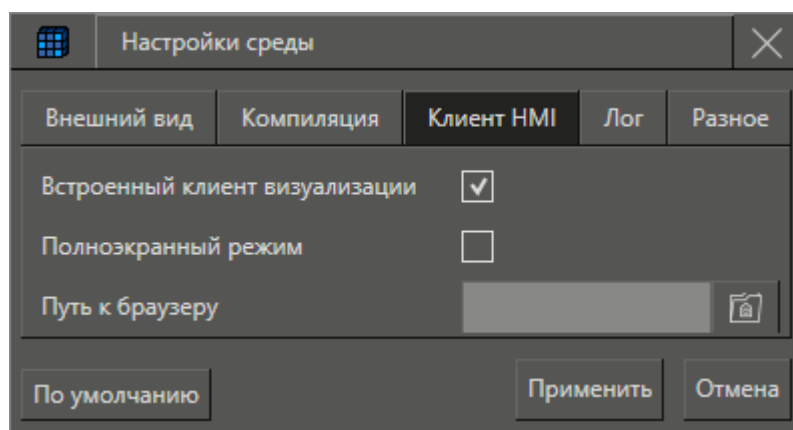 Настройки среды
Внешний вид Компиляция Клиент HMI Лог Разное
Встроенный клиент визуализации
Полноэкранный режим
Путь к браузеру
По умолчанию Применить Отмена